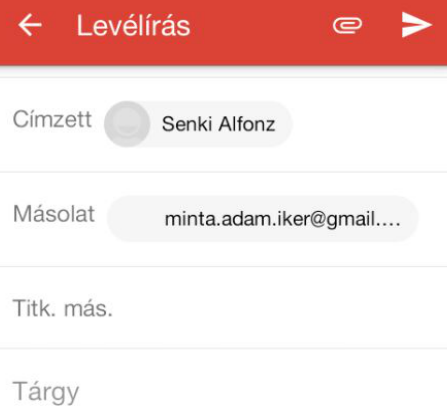 Levélírás
Címzett Senki Alfonz
Másolat minta.adam.iker@gmail....
Titk. más.
Tárgy